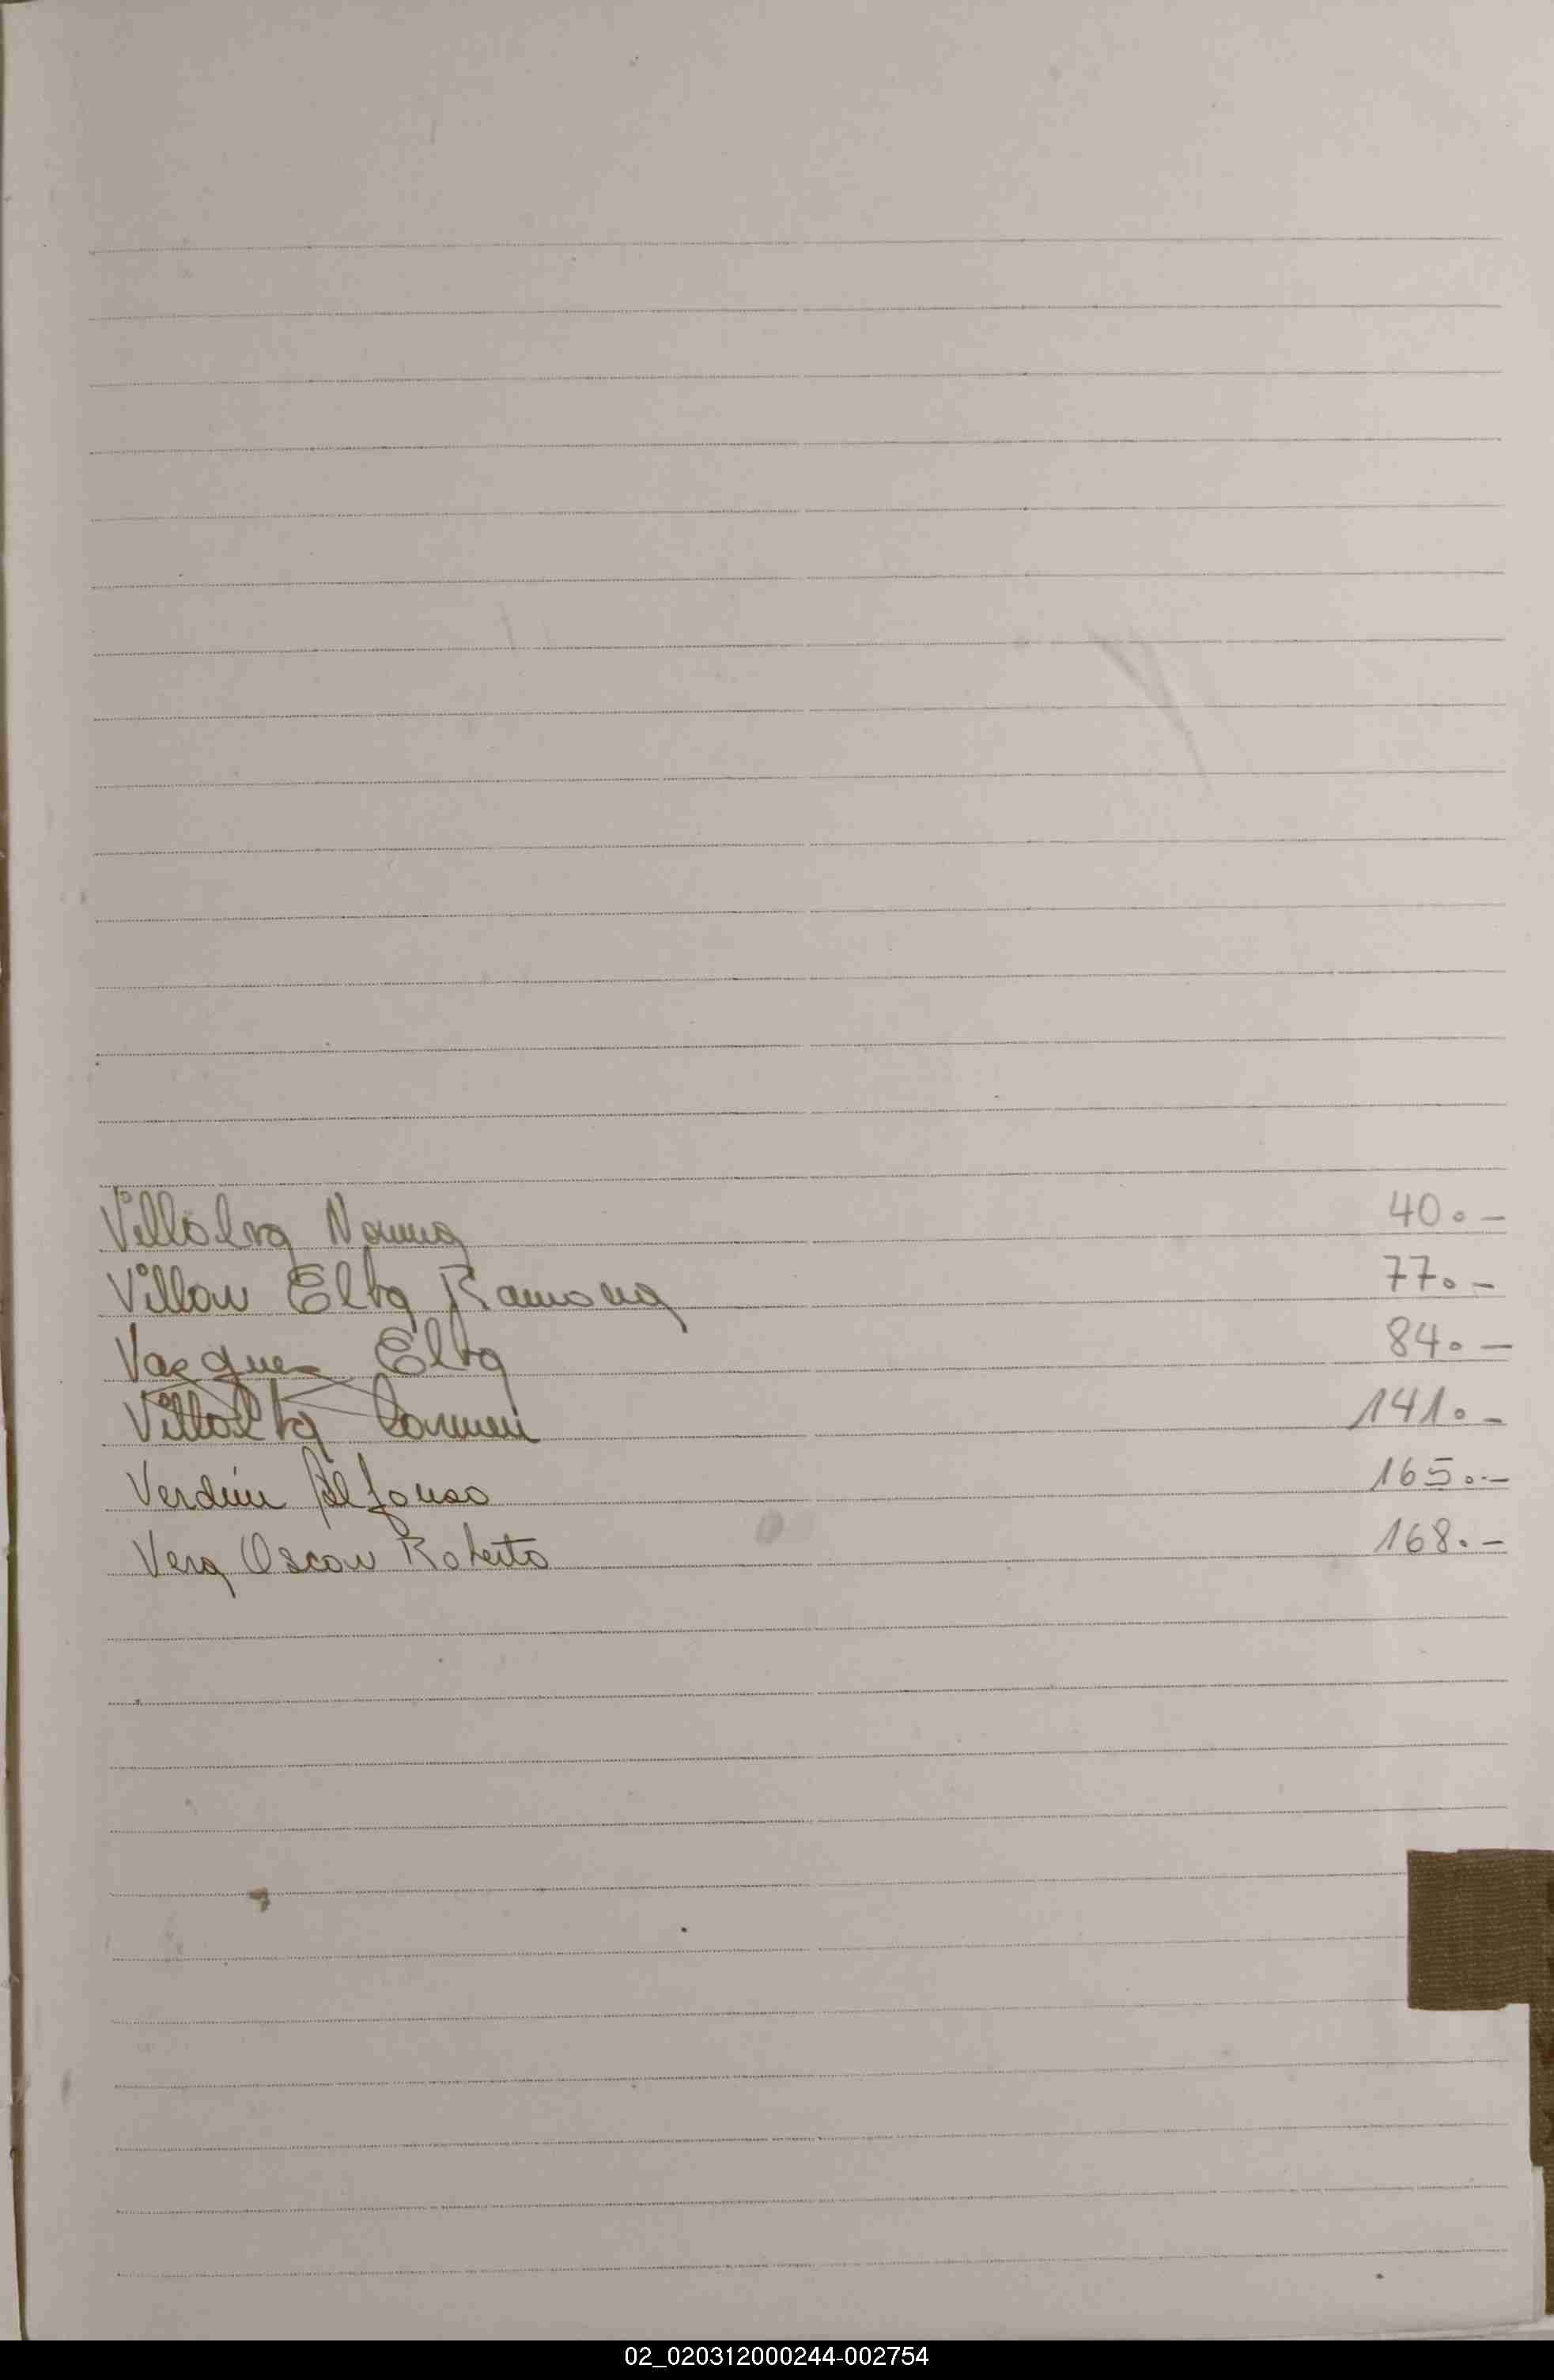 Villalva Norma 40.-
Villar Elba Ramona 77.-
Vazquez Elba 84.-
Villalba Carmen 141.-
Verdún Alfonso 165.-
Vera Oscar Roberto 168.-
02_020312000244-002754